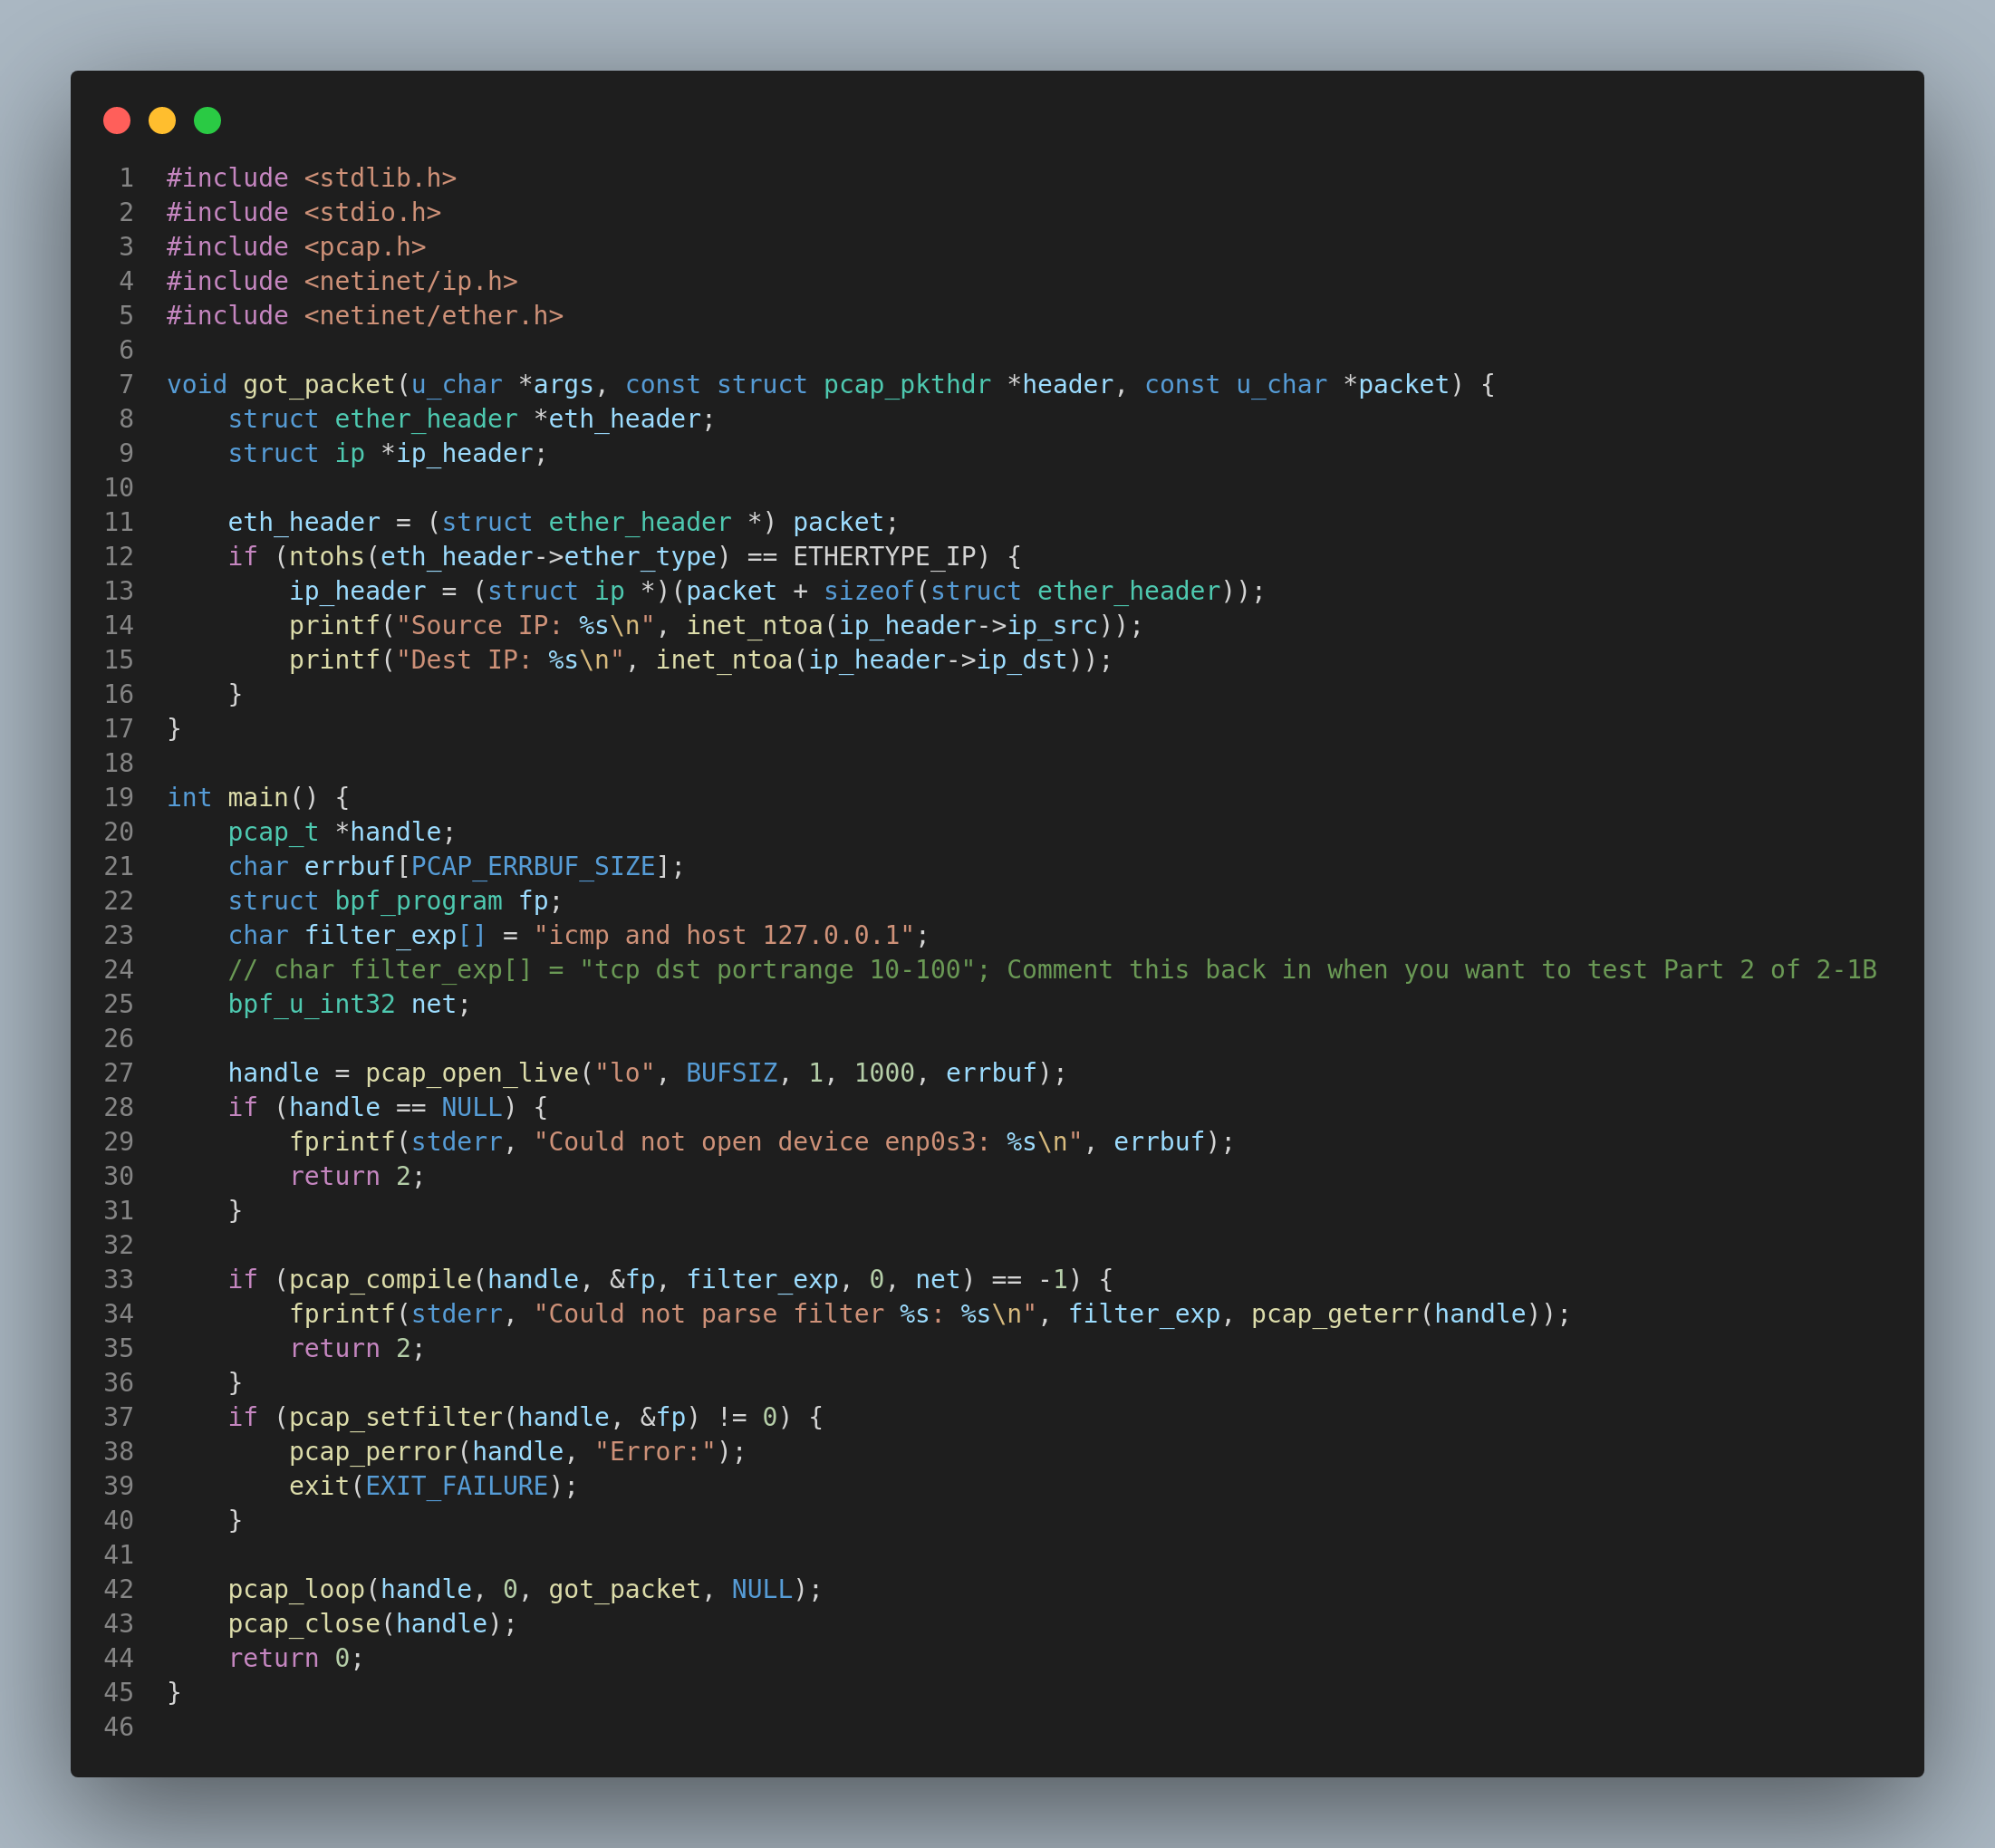 1 #include <stdlib.h>
2 #include <stdio.h>
3 #include <pcap.h>
4 #include <netinet/ip.h>
5 #include <netinet/ether.h>
6
7 void got_packet(u_char *args, const struct pcap_pkthdr *header, const u_char *packet) {
8     struct ether_header *eth_header;
9     struct ip *ip_header;
10
11     eth_header = (struct ether_header *) packet;
12     if (ntohs(eth_header->ether_type) == ETHERTYPE_IP) {
13         ip_header = (struct ip *)(packet + sizeof(struct ether_header));
14         printf("Source IP: %s\n", inet_ntoa(ip_header->ip_src));
15         printf("Dest IP: %s\n", inet_ntoa(ip_header->ip_dst));
16     }
17 }
18
19 int main() {
20     pcap_t *handle;
21     char errbuf[PCAP_ERRBUF_SIZE];
22     struct bpf_program fp;
23     char filter_exp[] = "icmp and host 127.0.0.1";
24     // char filter_exp[] = "tcp dst portrange 10-100"; Comment this back in when you want to test Part 2 of 2-1B
25     bpf_u_int32 net;
26
27     handle = pcap_open_live("lo", BUFSIZ, 1, 1000, errbuf);
28     if (handle == NULL) {
29         fprintf(stderr, "Could not open device enp0s3: %s\n", errbuf);
30         return 2;
31     }
32
33     if (pcap_compile(handle, &fp, filter_exp, 0, net) == -1) {
34         fprintf(stderr, "Could not parse filter %s: %s\n", filter_exp, pcap_geterr(handle));
35         return 2;
36     }
37     if (pcap_setfilter(handle, &fp) != 0) {
38         pcap_perror(handle, "Error:");
39         exit(EXIT_FAILURE);
40     }
41
42     pcap_loop(handle, 0, got_packet, NULL);
43     pcap_close(handle);
44     return 0;
45 }
46